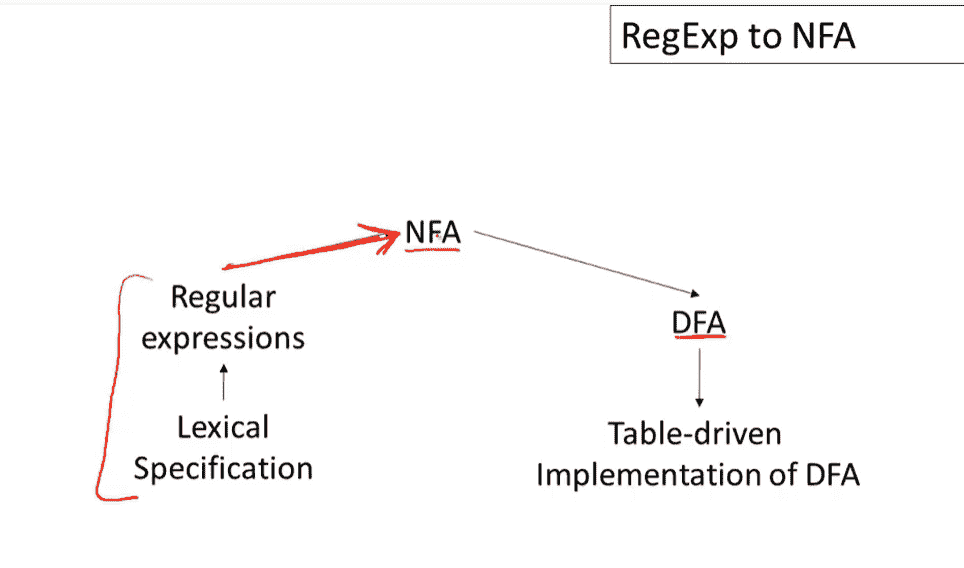 RegExp to NFA
NFA
Regular
expressions
DFA
Lexical
Specification
Table-driven
Implementation of DFA